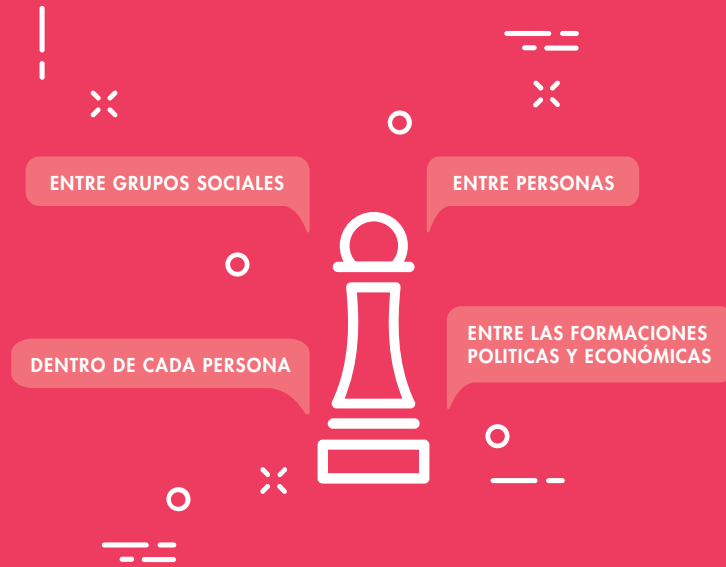 ENTRE GRUPOS SOCIALES
ENTRE PERSONAS
DENTRO DE CADA PERSONA
ENTRE LAS FORMACIONES
POLITICAS Y ECONÓMICAS